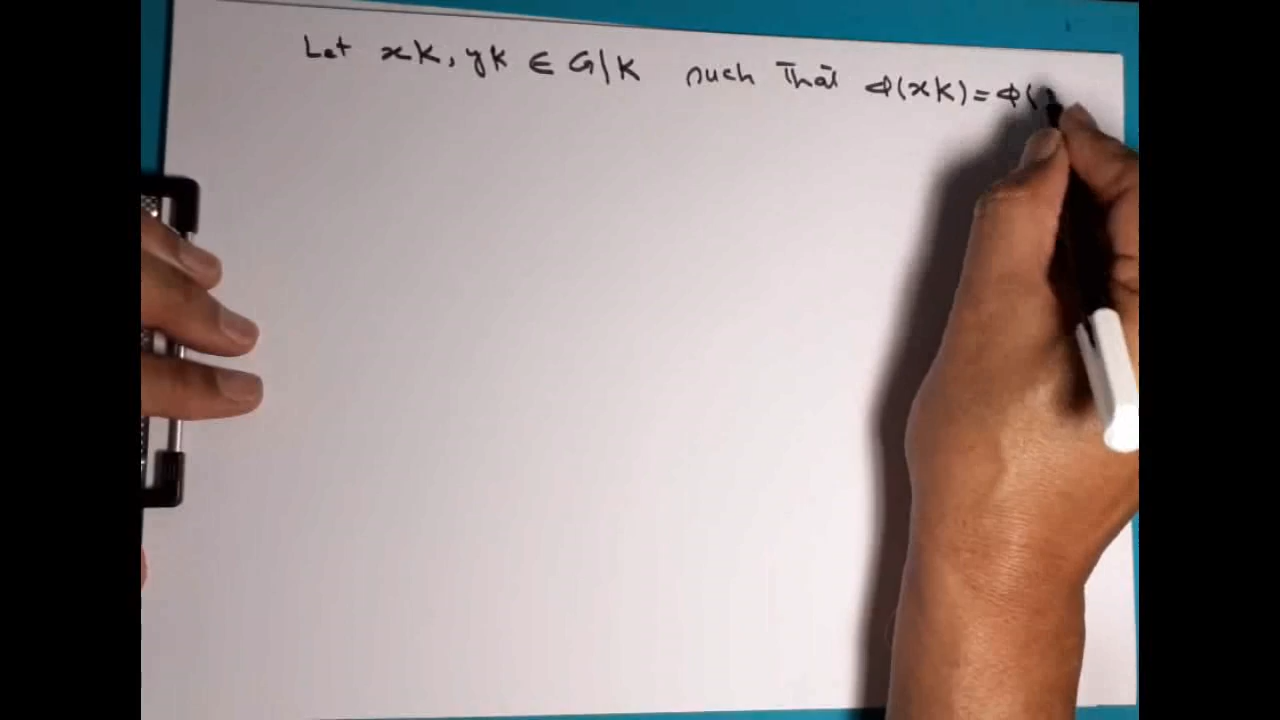 Let xK, yK ∈ G/K such that Φ(xK) = Φ(